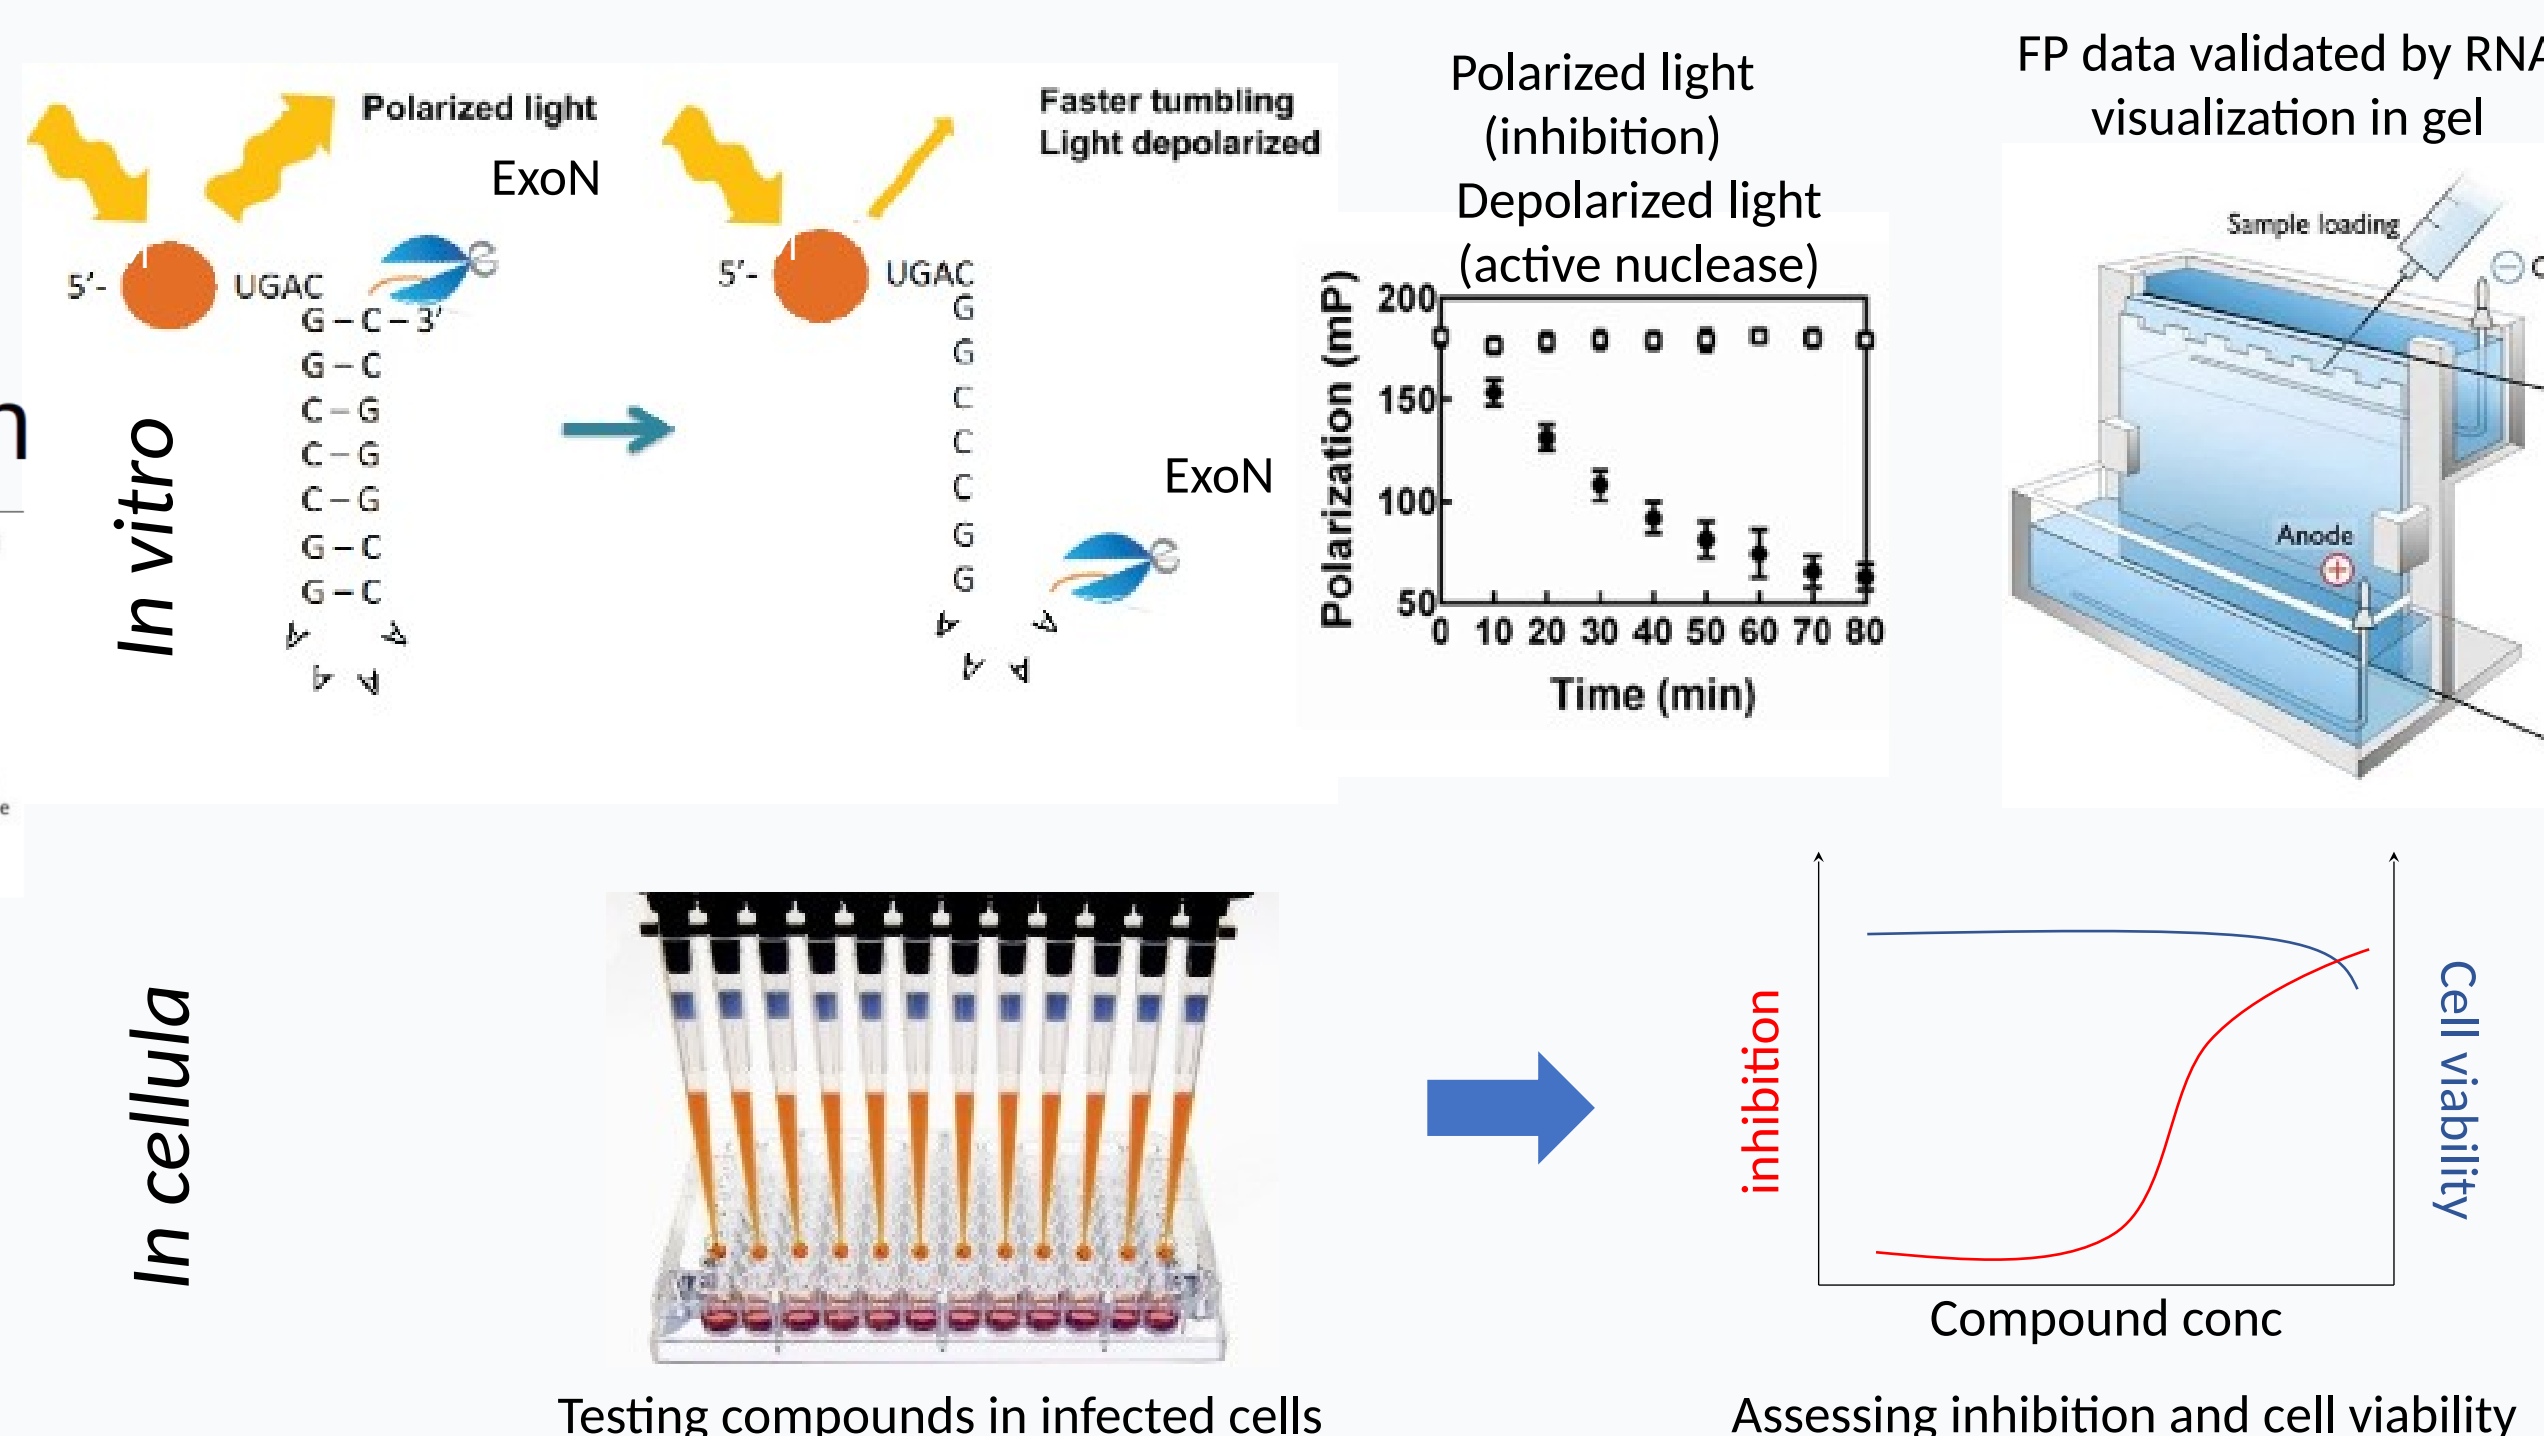 Polarized light
ExoN
5'-
UGAC
G – C – 3'
G – C
C – G
C – G
C – G
G – C
G – C
A A
A A
Faster tumbling
Light depolarized
5'-
UGAC
G
G
C
C
C
G
G
A A
A A
ExoN
In vitro
Polarized light
(inhibition)
Depolarized light
(active nuclease)
Polarization (mP)
200
150
100
50
0 10 20 30 40 50 60 70 80
Time (min)
FP data validated by RNA
visualization in gel
Sample loading
Anode
In cellula
Testing compounds in infected cells
inhibition
Cell viability
Compound conc
Assessing inhibition and cell viability